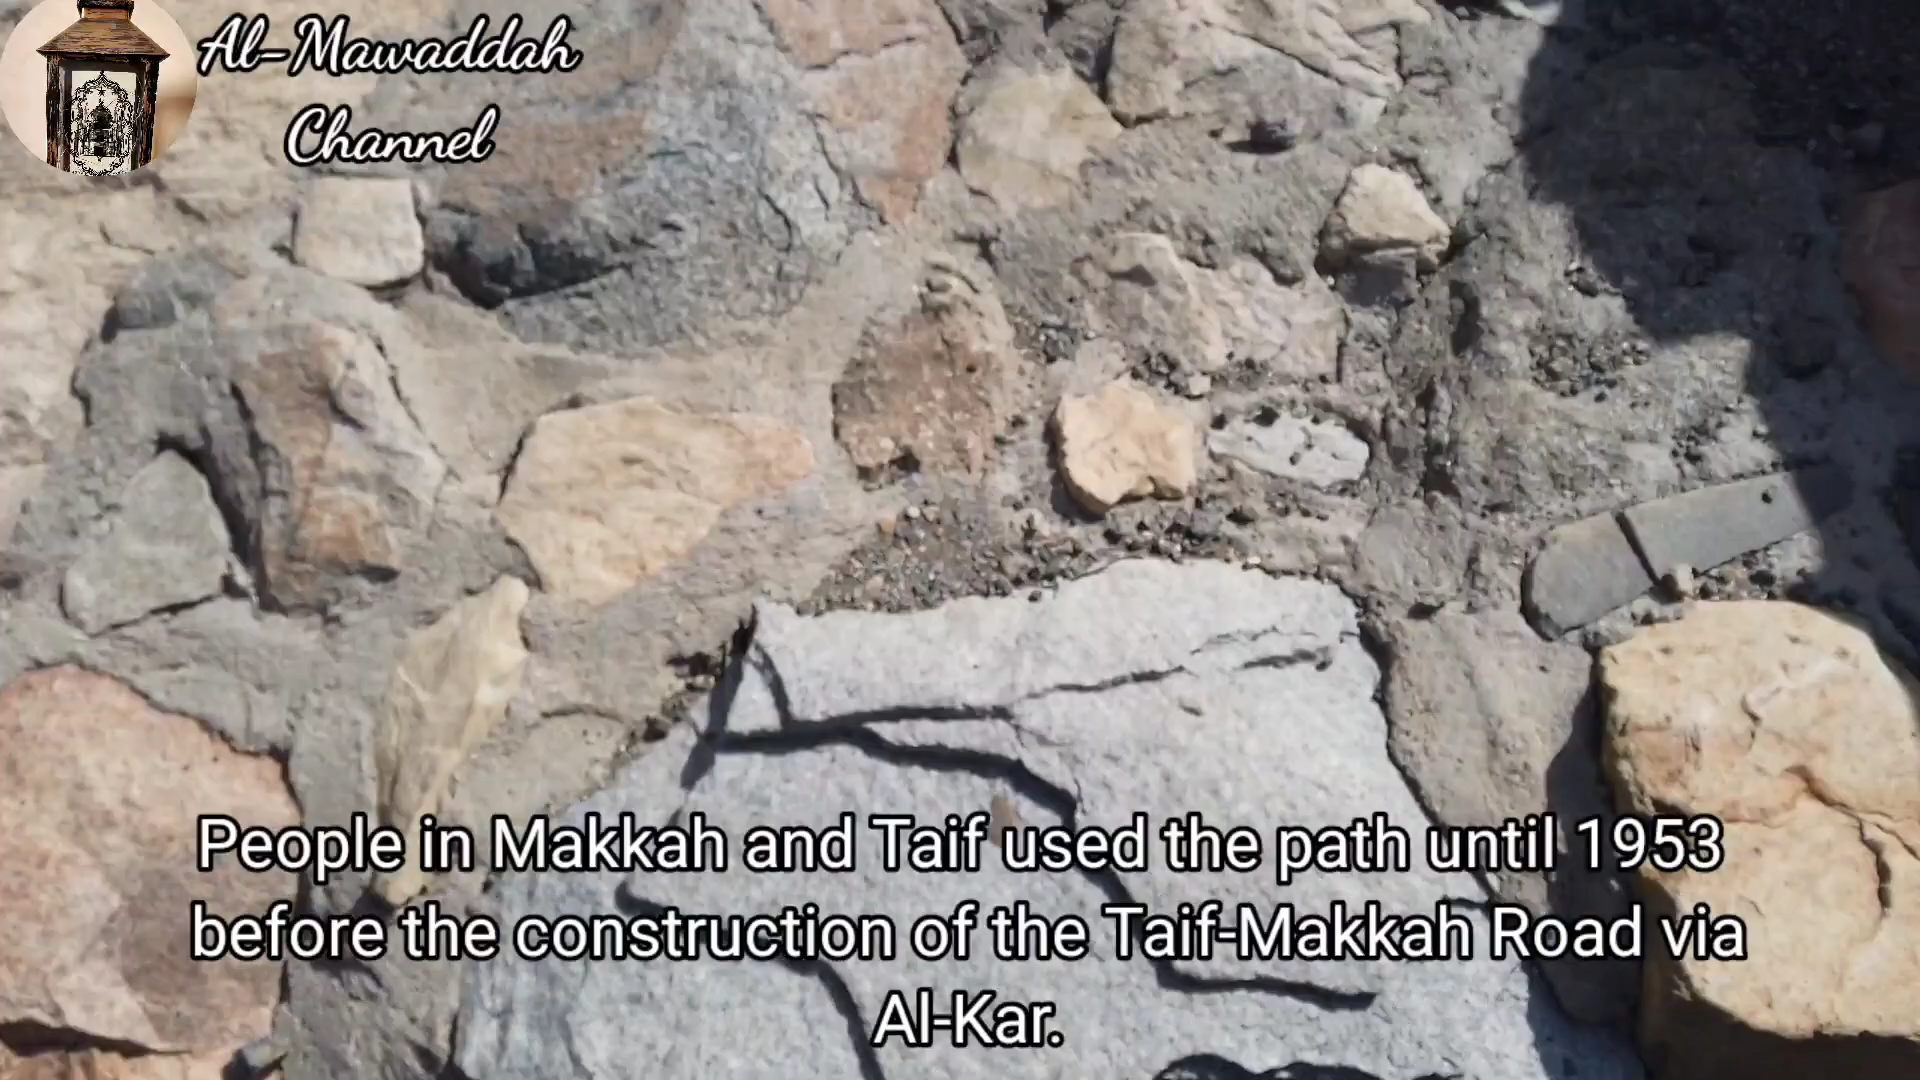 Al-Mawaddah
Channel
People in Makkah and Taif used the path until 1953
before the construction of the Taif-Makkah Road via
Al-Kar.